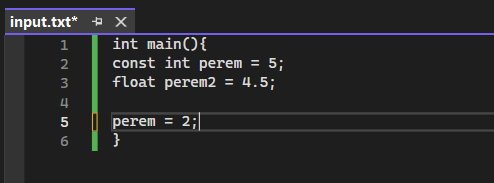 input.txt*
1 int main(){
2 const int perem = 5;
3 float perem2 = 4.5;
4
5 perem = 2;
6 }